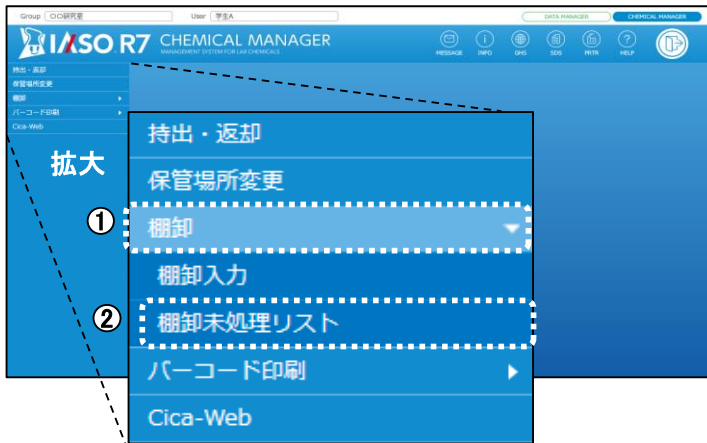 Group 〇〇研究室 User 学生A DATA MANAGER CHEMICAL MANAGER
IASO R7 CHEMICAL MANAGER
MANAGEMENT SYSTEM FOR LAB CHEMICALS
MESSAGE INFO GHS SDS PRTR HELP
持出・返却
保管場所変更
棚卸
バーコード印刷
Cica-Web
拡大
持出・返却
保管場所変更
① 棚卸
棚卸入力
② 棚卸未処理リスト
バーコード印刷
Cica-Web